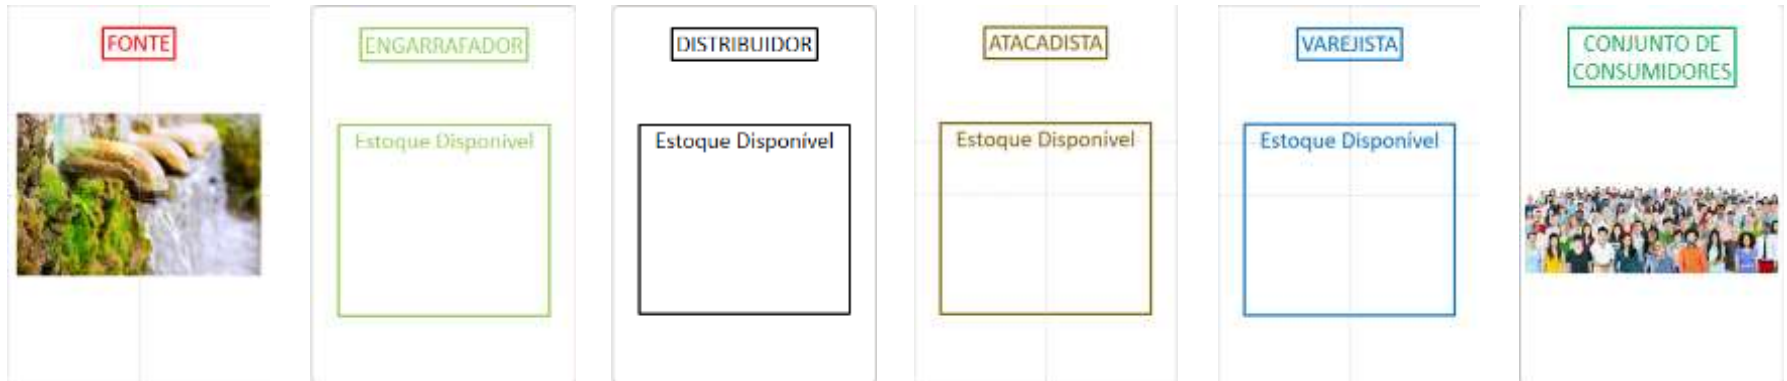 FONTE
ENGARRAFADOR
DISTRIBUIDOR
ATACADISTA
VAREJISTA
CONJUNTO DE
CONSUMIDORES
Estoque Disponível
Estoque Disponível
Estoque Disponível
Estoque Disponível